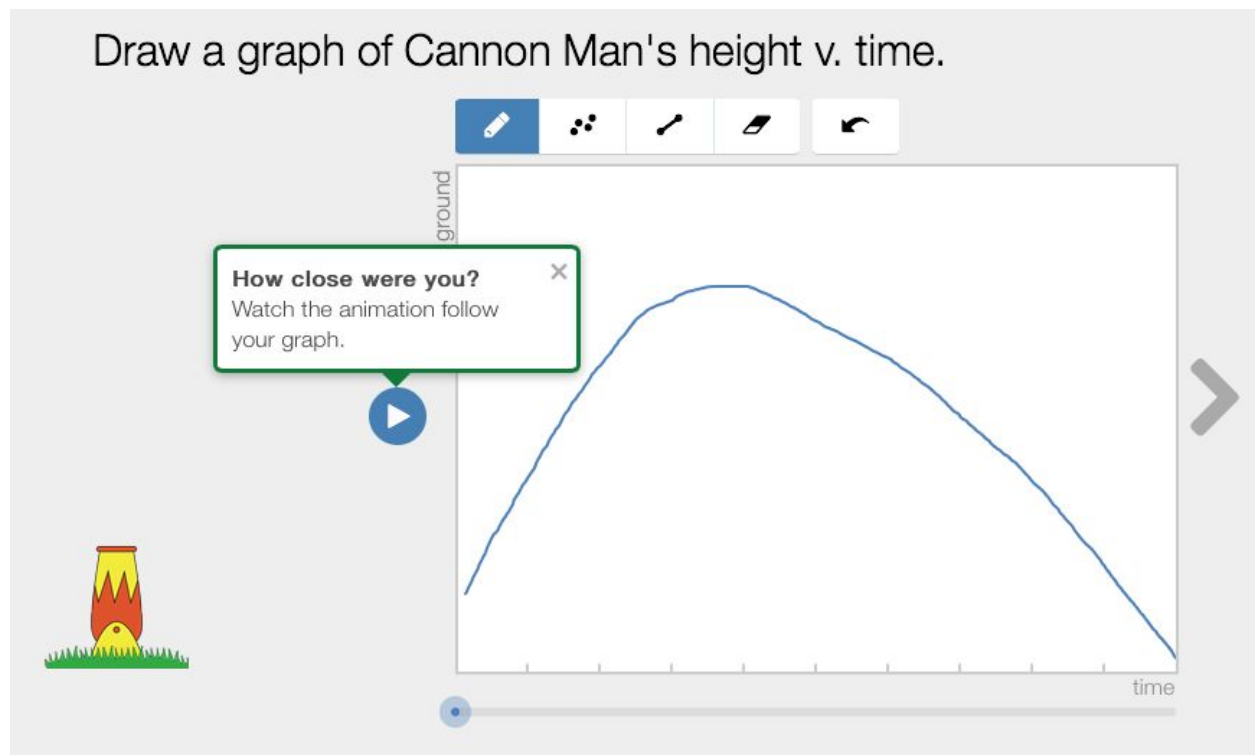 Draw a graph of Cannon Man's height v. time.
ground
How close were you?
Watch the animation follow
your graph.
time